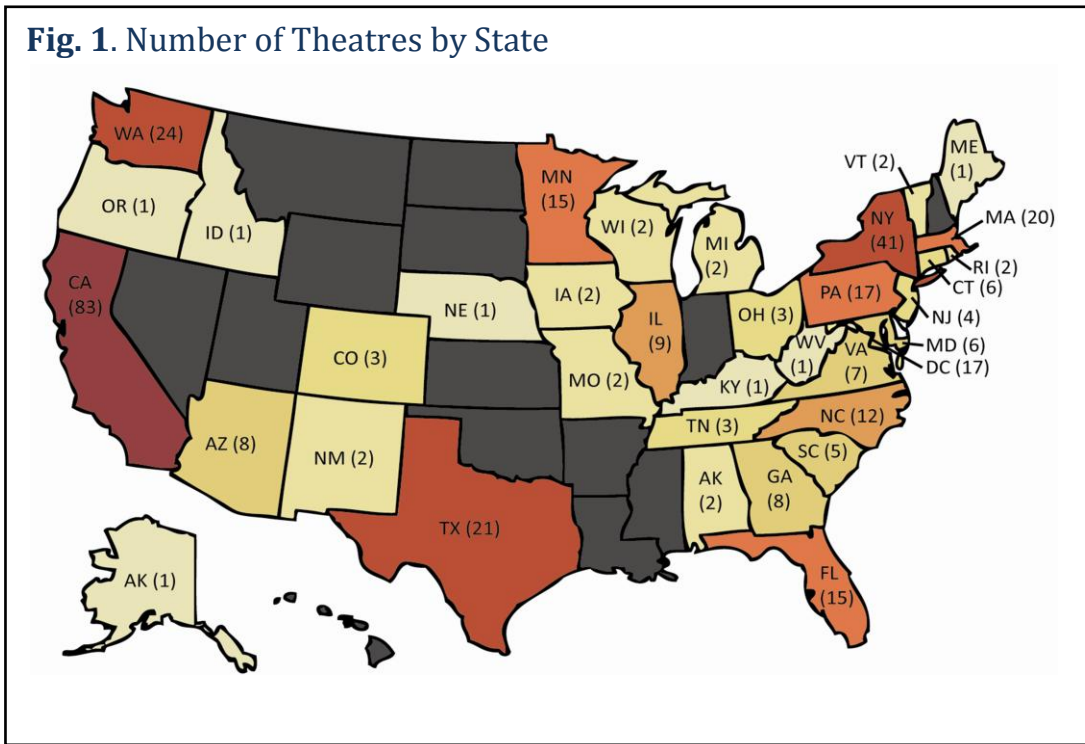 Fig. 1. Number of Theatres by State
WA (24)
OR (1)
ID (1)
CA
(83)
AZ (8)
CO (3)
NM (2)
NE (1)
TX (21)
MN
(15)
IA (2)
MO (2)
WI (2)
IL
(9)
MI
(2)
OH (3)
KY (1)
TN (3)
AK
(2)
GA
(8)
FL
(15)
SC (5)
NC (12)
VA
(7)
WV
(1)
PA (17)
NY
(41)
VT (2)
ME
(1)
MA (20)
RI (2)
CT (6)
NJ (4)
MD (6)
DC (17)
AK (1)